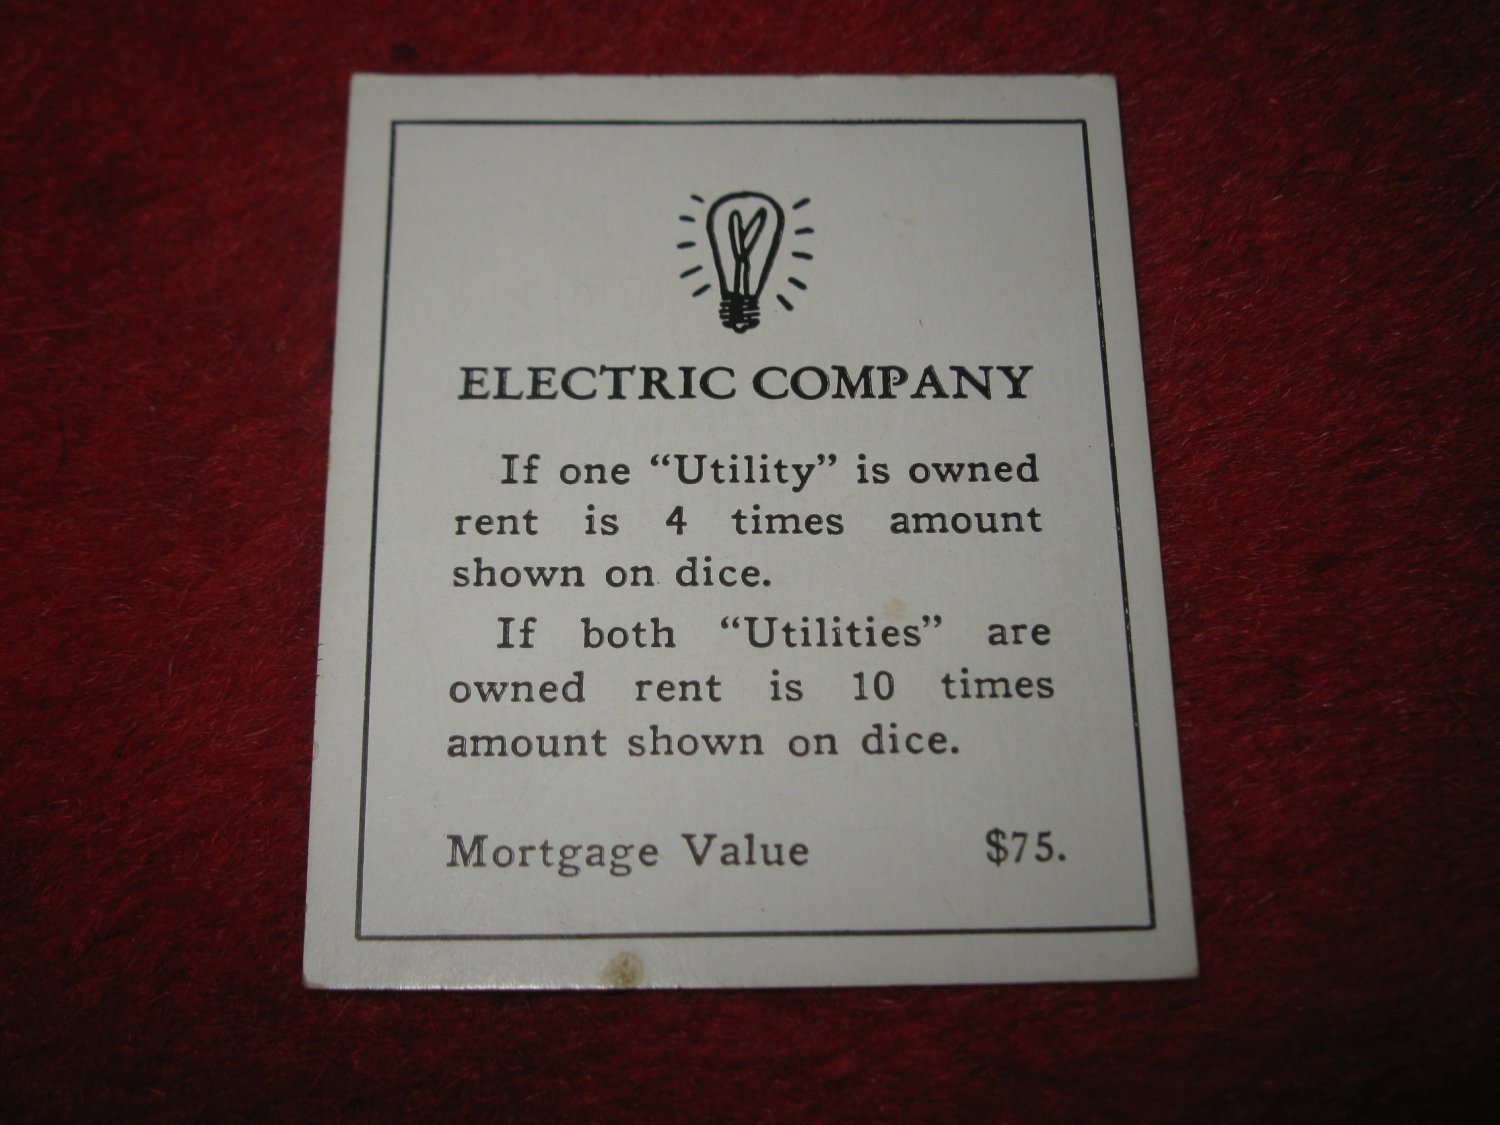 ELECTRIC COMPANY
If one “Utility” is owned
rent is 4 times amount
shown on dice.
If both “Utilities” are
owned rent is 10 times
amount shown on dice.
Mortgage Value $75.